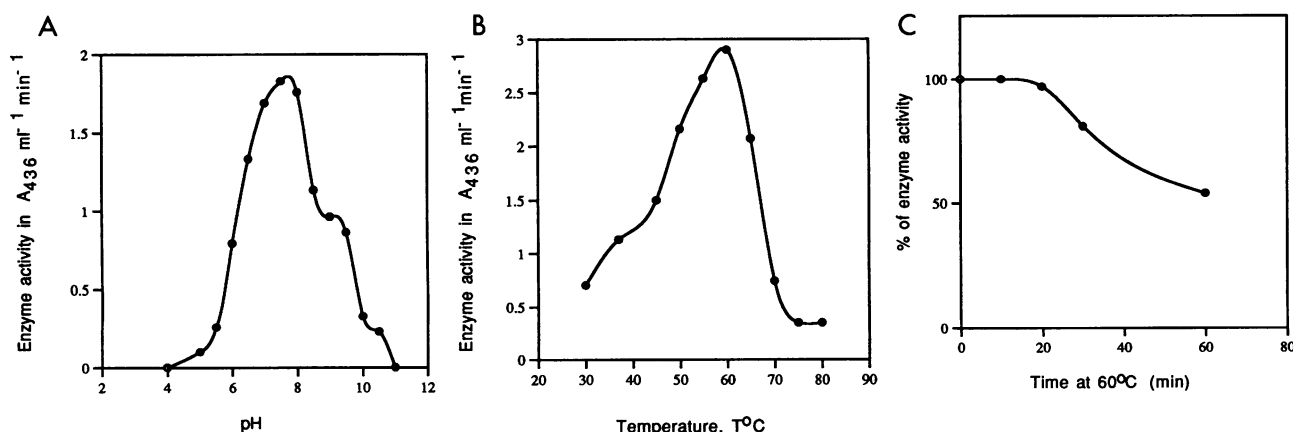 A
Enzyme activity in A436 ml-1 min-1
2
1.5
1
0.5
0
2 4 6 8 10 12
pH
B
Enzyme activity in A436 ml-1min-1
3
2.5
2
1.5
1
0.5
0
20 30 40 50 60 70 80 90
Temperature, TOC
C
% of enzyme activity
100
50
0
0 20 40 60 80
Time at 60OC (min)